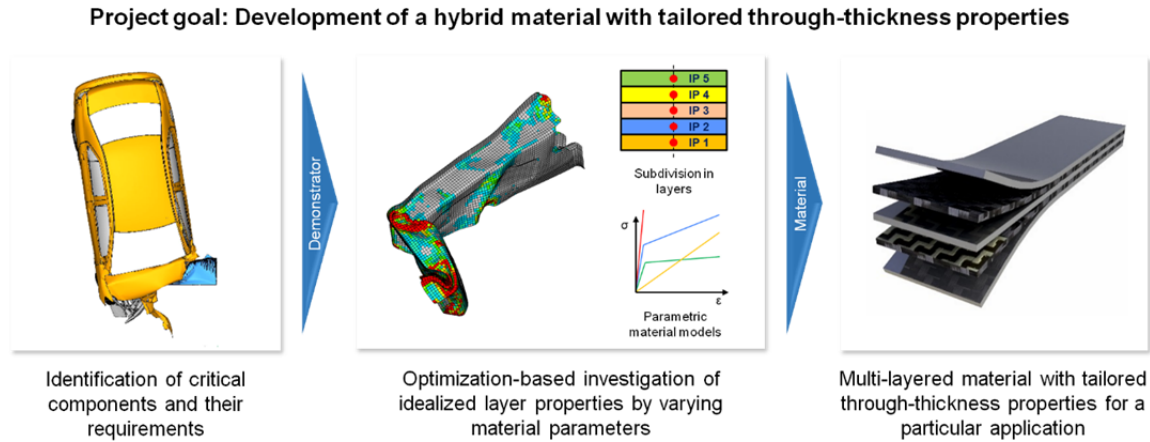 Project goal: Development of a hybrid material with tailored through-thickness properties
Demonstrator
IP 5
IP 4
IP 3
IP 2
IP 1
Subdivision in
layers
σ
ε
Parametric
material models
Material
Identification of critical
components and their
requirements
Optimization-based investigation of
idealized layer properties by varying
material parameters
Multi-layered material with tailored
through-thickness properties for a
particular application